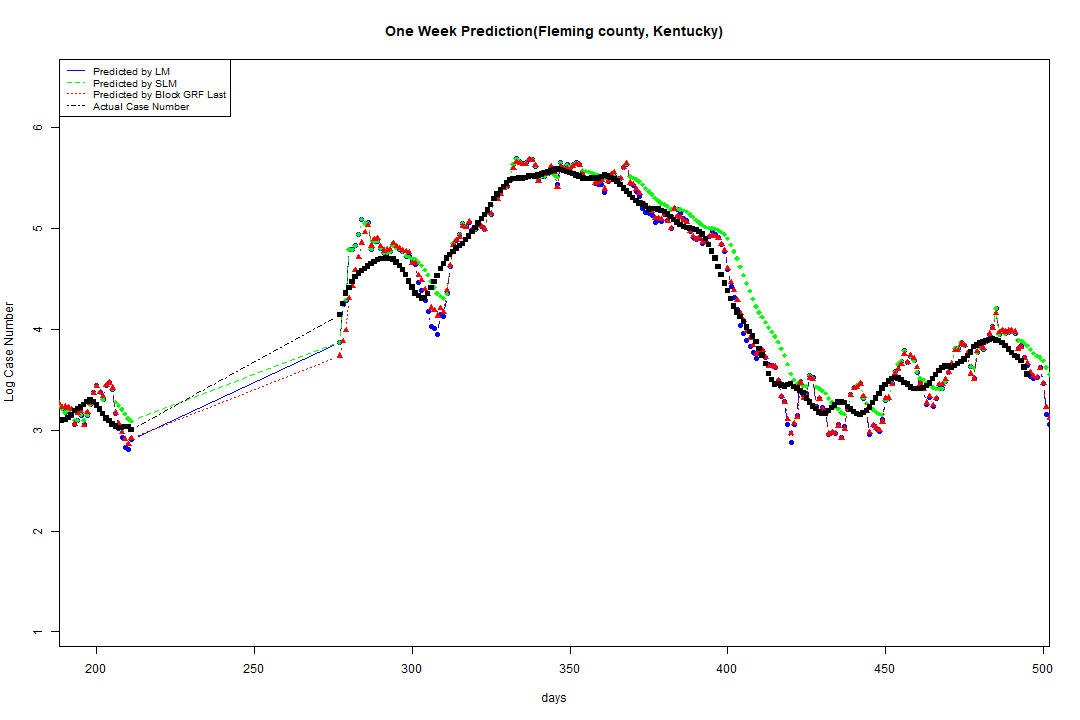 One Week Prediction(Fleming county, Kentucky)
Predicted by LM
Predicted by SLM
Predicted by Block GRF Last
Actual Case Number
Log Case Number
6
5
4
3
2
1
200 250 300 350 400 450 500
days